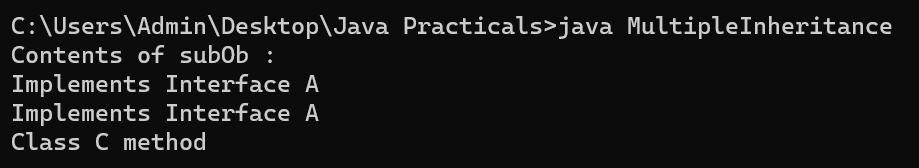 C:\Users\Admin\Desktop\Java Practicals>java MultipleInheritance
Contents of subOb :
Implements Interface A
Implements Interface A
Class C method